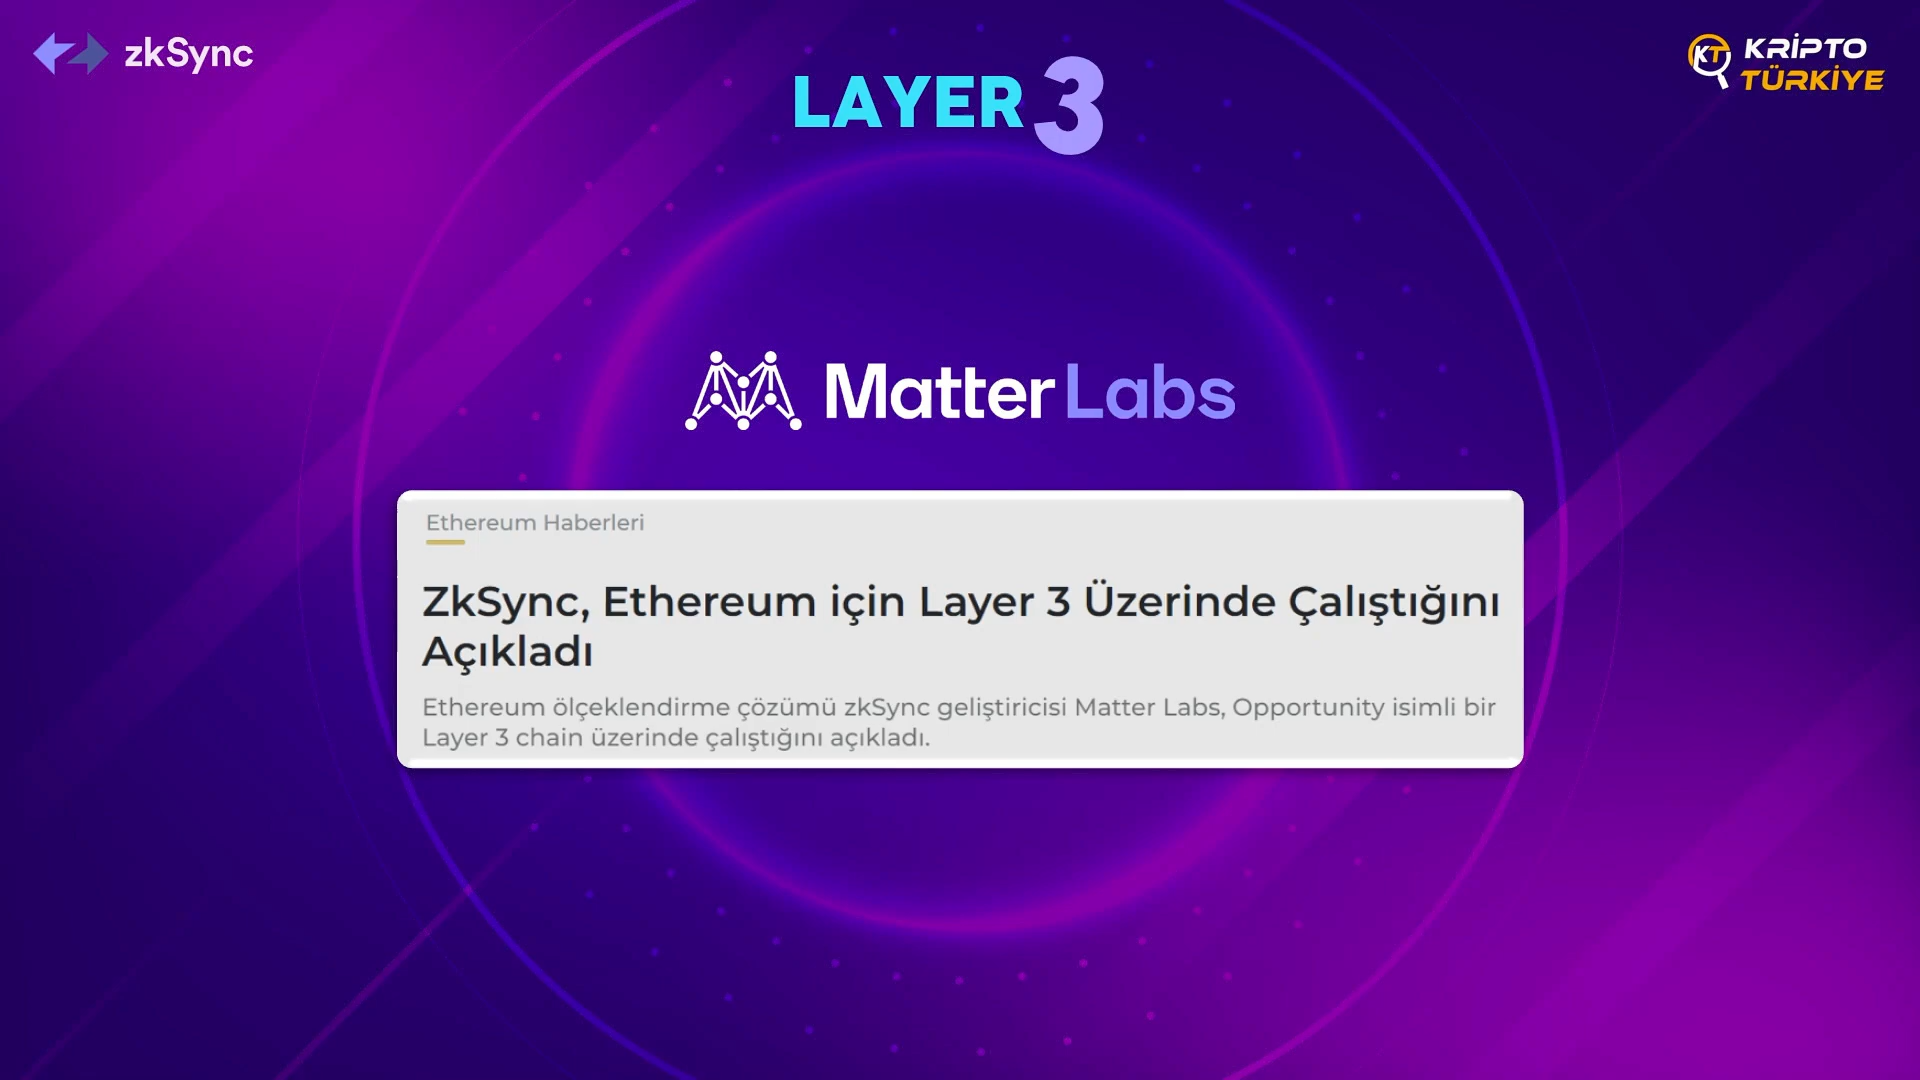 zkSync
LAYER 3
KT KRİPTO
TÜRKİYE
Matter Labs
Ethereum Haberleri
ZkSync, Ethereum için Layer 3 Üzerinde Çalıştığını
Açıkladı
Ethereum ölçeklendirme çözümü zkSync geliştiricisi Matter Labs, Opportunity isimli bir
Layer 3 chain üzerinde çalıştığını açıkladı.